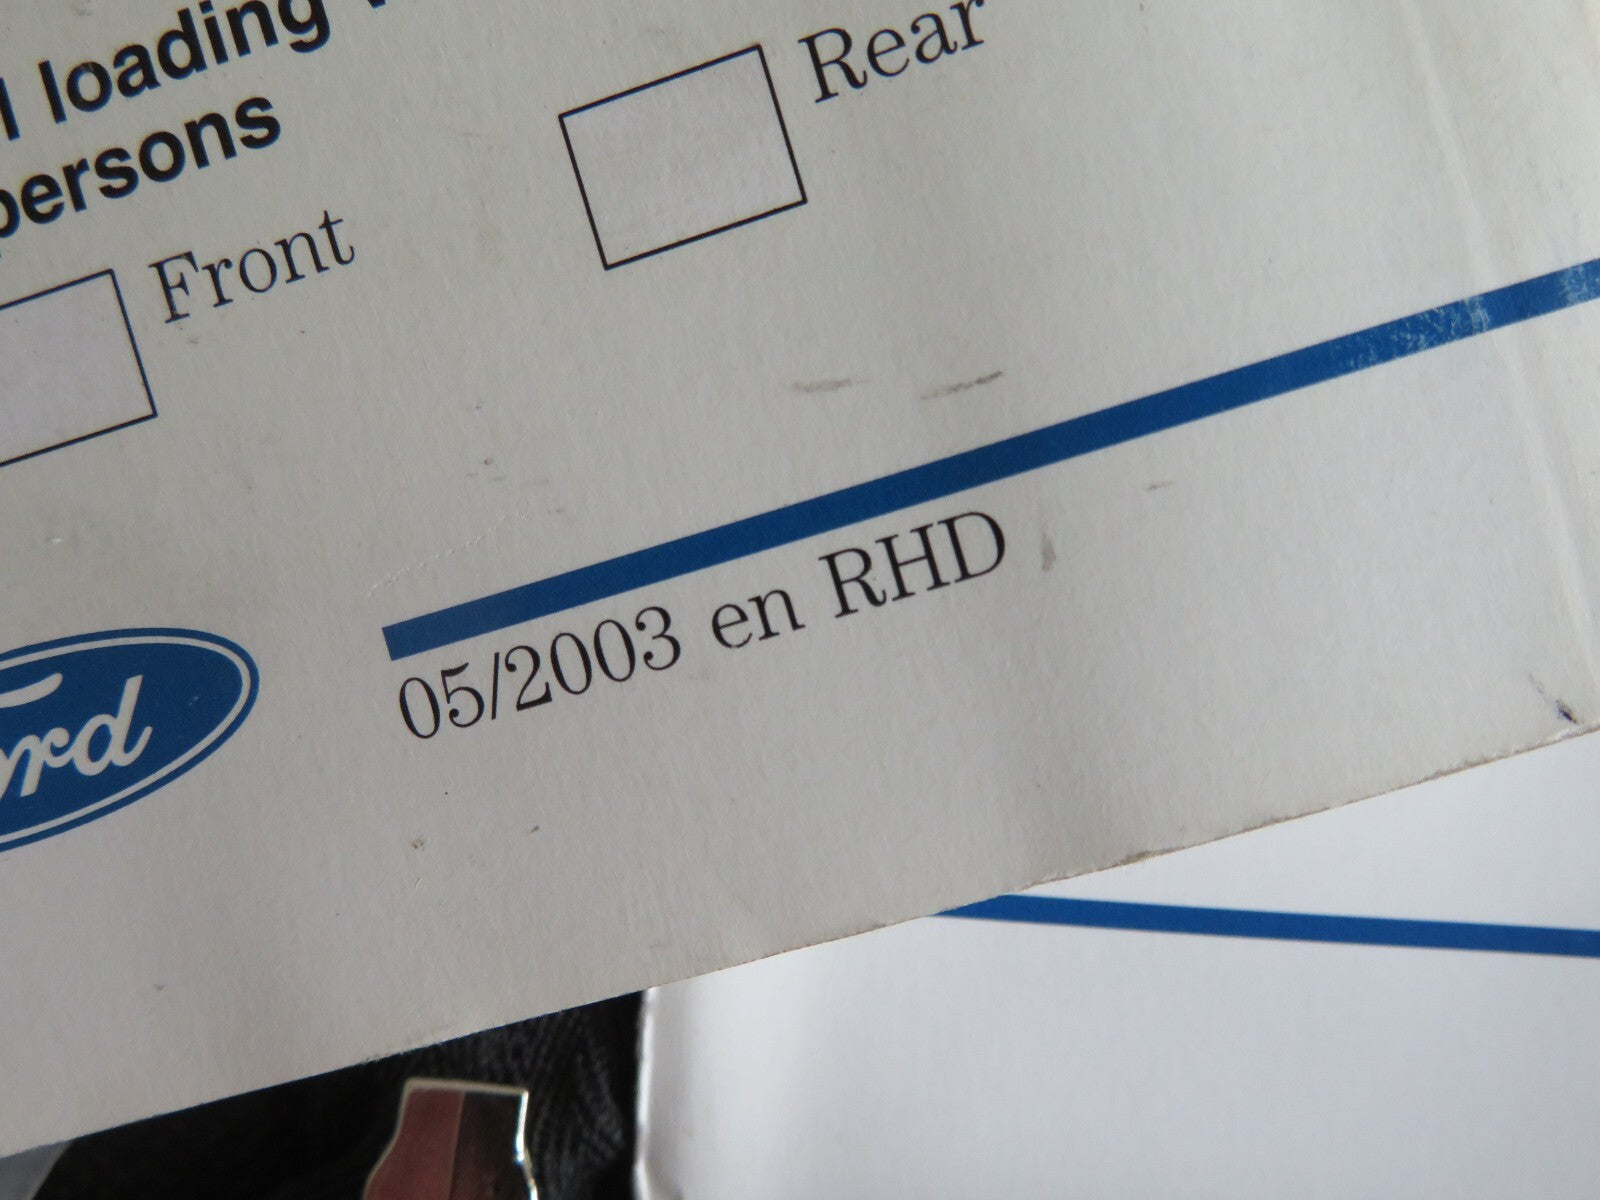 loading
persons
Front
Rear
05/2003 en RHD
Ford